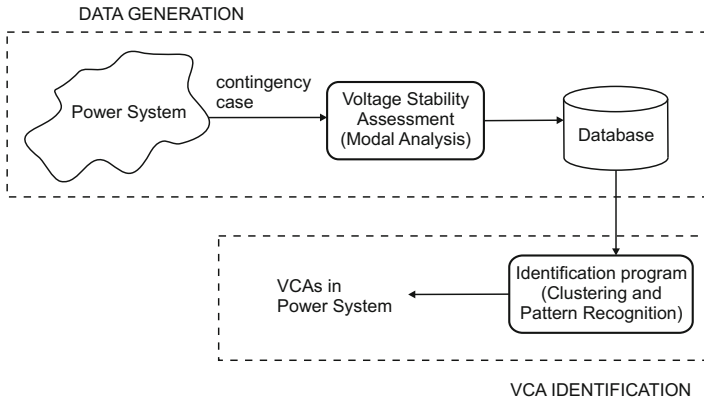 DATA GENERATION
Power System
contingency
case
Voltage Stability
Assessment
(Modal Analysis)
Database
VCAs in
Power System
Identification program
(Clustering and
Pattern Recognition)
VCA IDENTIFICATION